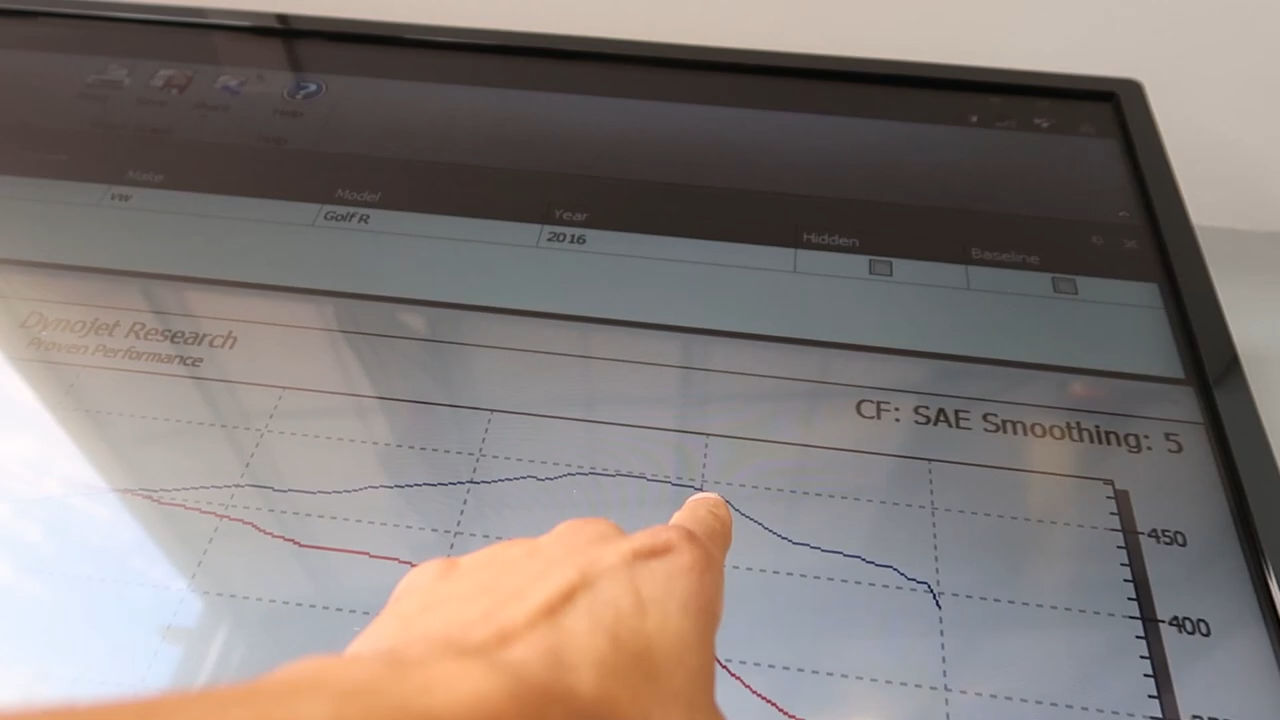 Save
Help
Make
Model
Year
Hidden
Baseline
vw
Golf R
2016
Dynojet Research
Proven Performance
CF: SAE Smoothing: 5
450
400